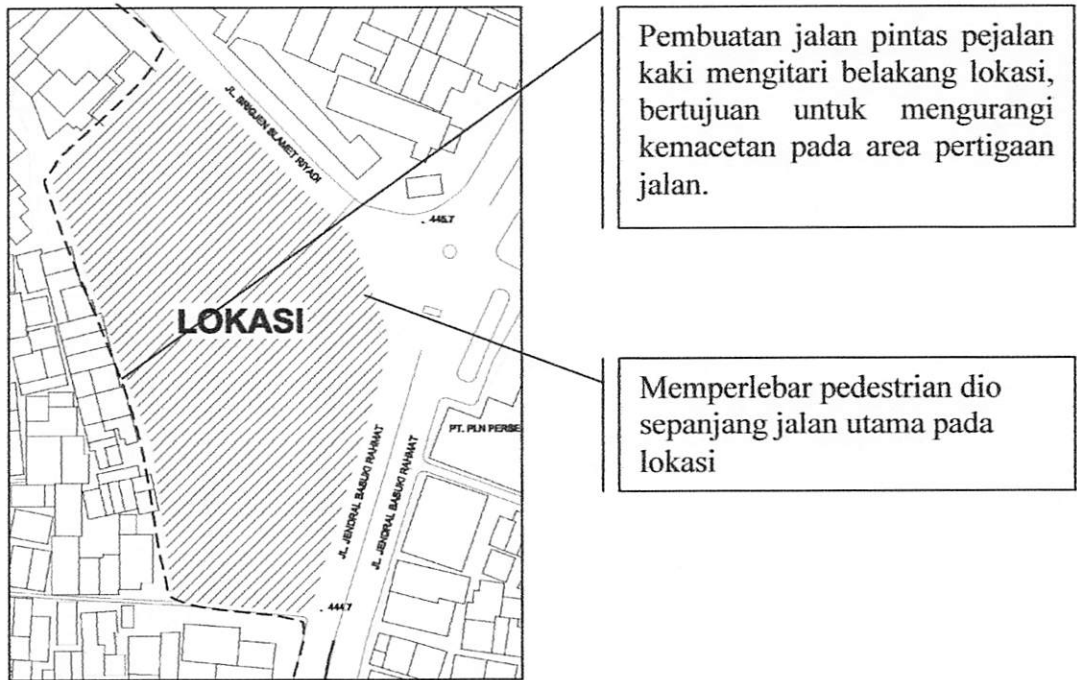 Pembuatan jalan pintas pejalan
kaki mengitari belakang lokasi,
bertujuan untuk mengurangi
kemacetan pada area pertigaan
jalan.
JL. BRIGJEN SLAMET RIYADI
445.7
LOKASI
Memperlebar pedestrian dio
sepanjang jalan utama pada
lokasi
PT. PLN PERSE
JL. JENDRAL BASUKI RAHMAT
JL. JENDRAL BASUKI RAHMAT
444.7